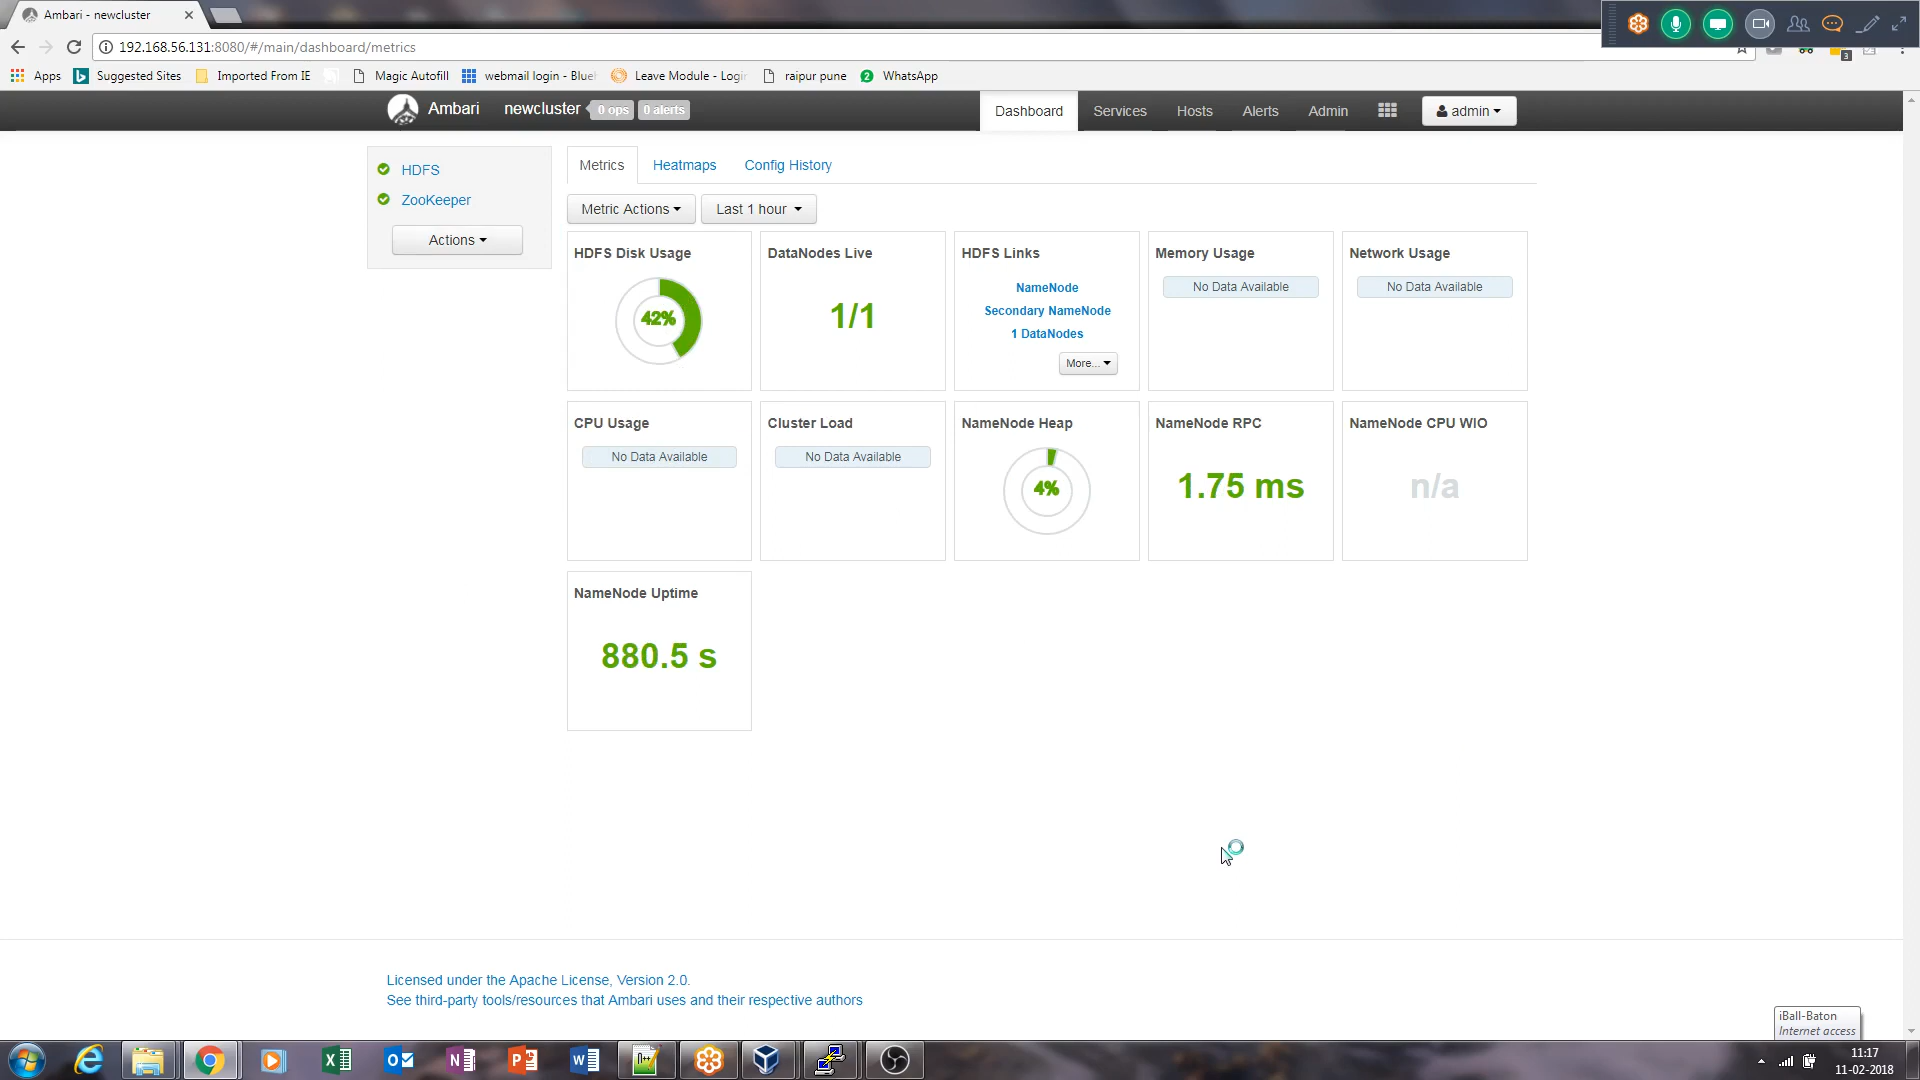 Ambari - newcluster
192.168.56.131:8080/#/main/dashboard/metrics
3
Apps Suggested Sites Imported From IE Magic Autofill webmail login - Blue Leave Module - Logi raipur pune 2 WhatsApp
Ambari newcluster 0 ops 0 alerts Dashboard Services Hosts Alerts Admin admin
HDFS
ZooKeeper
Actions
Metrics Heatmaps Config History
Metric Actions Last 1 hour
HDFS Disk Usage
42%
DataNodes Live
1/1
HDFS Links
NameNode
Secondary NameNode
1 DataNodes
More...
Memory Usage
No Data Available
Network Usage
No Data Available
CPU Usage
No Data Available
Cluster Load
No Data Available
NameNode Heap
4%
NameNode RPC
1.75 ms
NameNode CPU WIO
n/a
NameNode Uptime
880.5 s
Licensed under the Apache License, Version 2.0.
See third-party tools/resources that Ambari uses and their respective authors
iBall-Baton
Internet access
11:17
11-02-2018